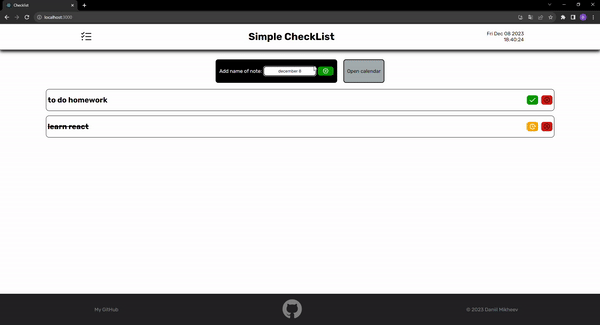 Checklist
localhost:3000
Simple CheckList
Fri Dec 08 2023
18:40:24
Add name of note: december 8
Open calendar
to do homework
learn react
My GitHub
© 2023 Daniil Mikheev